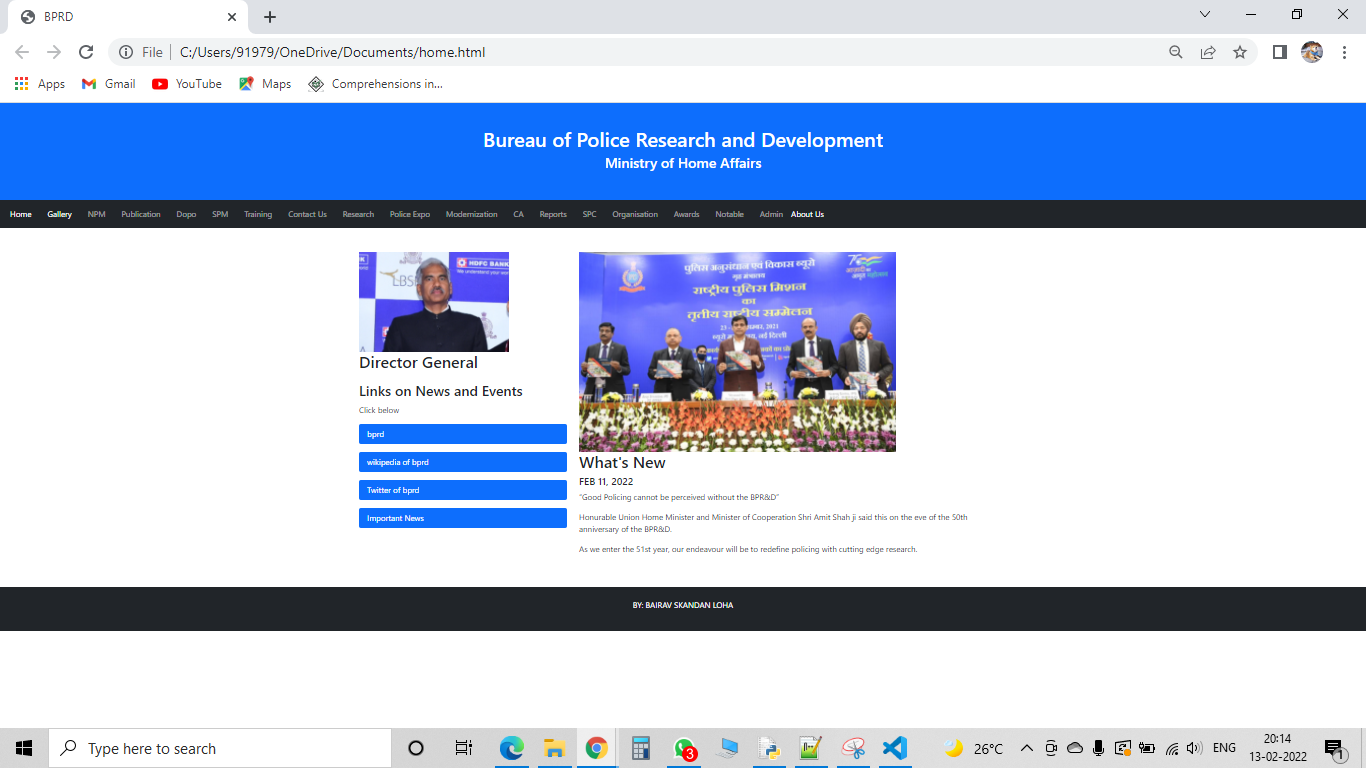 BPRD
File
C:/Users/91979/OneDrive/Documents/home.html
Apps
Gmail
YouTube
Maps
Comprehensions in...
Bureau of Police Research and Development
Ministry of Home Affairs
Home Gallery NPM Publication Dopo SPM Training Contact Us Research Police Expo Modernization CA Reports SPC Organisation Awards Notable Admin About Us
HDFC BANK
We understand your
LBS
पुलिस अनुसंधान एवं विकास ब्यूरो
गृह मंत्रालय
राष्ट्रीय पुलिस मिशन
का
तृतीय राष्ट्रीय सम्मेलन
Director General
Links on News and Events
Click below
bprd
wikipedia of bprd
Twitter of bprd
Important News
What's New
FEB 11, 2022
"Good Policing cannot be perceived without the BPR&D"
Honurable Union Home Minister and Minister of Cooperation Shri Amit Shah ji said this on the eve of the 50th
anniversary of the BPR&D.
As we enter the 51st year, our endeavour will be to redefine policing with cutting edge research.
BY: BAIRAV SKANDAN LOHA
Type here to search
3
26°C
ENG
20:14
13-02-2022
1